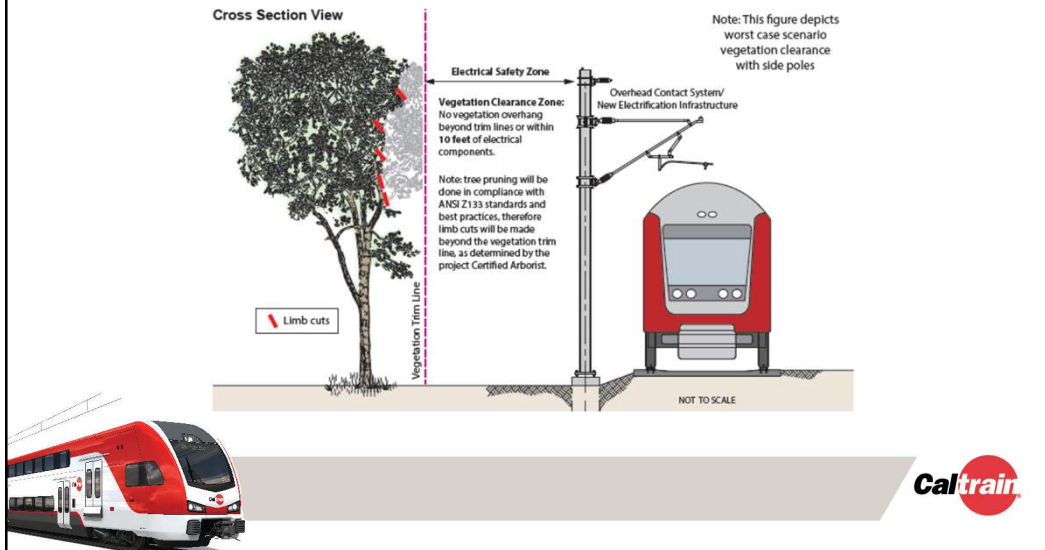 Cross Section View
Note: This figure depicts
worst case scenario
vegetation clearance
with side poles
Electrical Safety Zone
Overhead Contact System/
New Electrification Infrastructure
Vegetation Clearance Zone:
No vegetation overhang
beyond trim lines or within
10 feet of electrical
components.
Note: tree pruning will be
done in compliance with
ANSI Z133 standards and
best practices, therefore
limb cuts will be made
beyond the vegetation trim
line, as determined by the
project Certified Arborist.
Vegetation Trim Line
Limb cuts
NOT TO SCALE
Caltrain